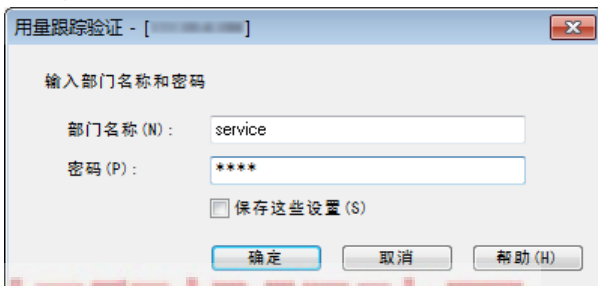 用量跟踪验证 - [ ]
输入部门名称和密码
部门名称(N):
service
密码(P):
****
保存这些设置(S)
确定
取消
帮助(H)